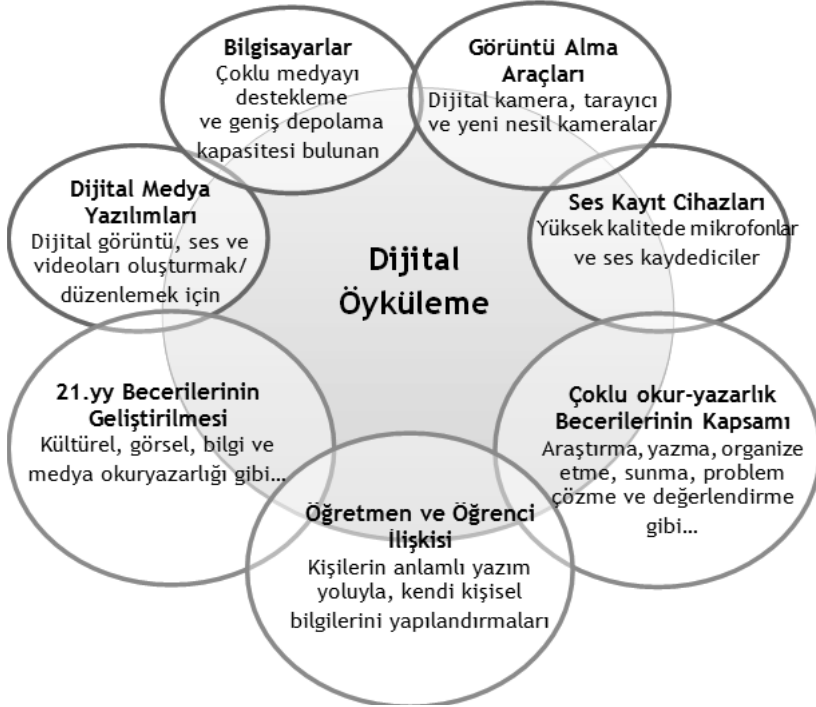 Bilgisayarlar
Çoklu medyayı
destekleme
ve geniş depolama
kapasitesi bulunan
Görüntü Alma
Araçları
Dijital kamera, tarayıcı
ve yeni nesil kameralar
Dijital Medya
Yazılımları
Dijital görüntü, ses ve
videoları oluşturmak/
düzenlemek için
Ses Kayıt Cihazları
Yüksek kalitede mikrofonlar
ve ses kaydediciler
Dijital
Öyküleme
21.yy Becerilerinin
Geliştirilmesi
Kültürel, görsel, bilgi ve
medya okuryazarlığı gibi…
Çoklu okur-yazarlık
Becerilerinin Kapsamı
Araştırma, yazma, organize
etme, sunma, problem
çözme ve değerlendirme
gibi…
Öğretmen ve Öğrenci
İlişkisi
Kişilerin anlamlı yazım
yoluyla, kendi kişisel
bilgilerini yapılandırmaları